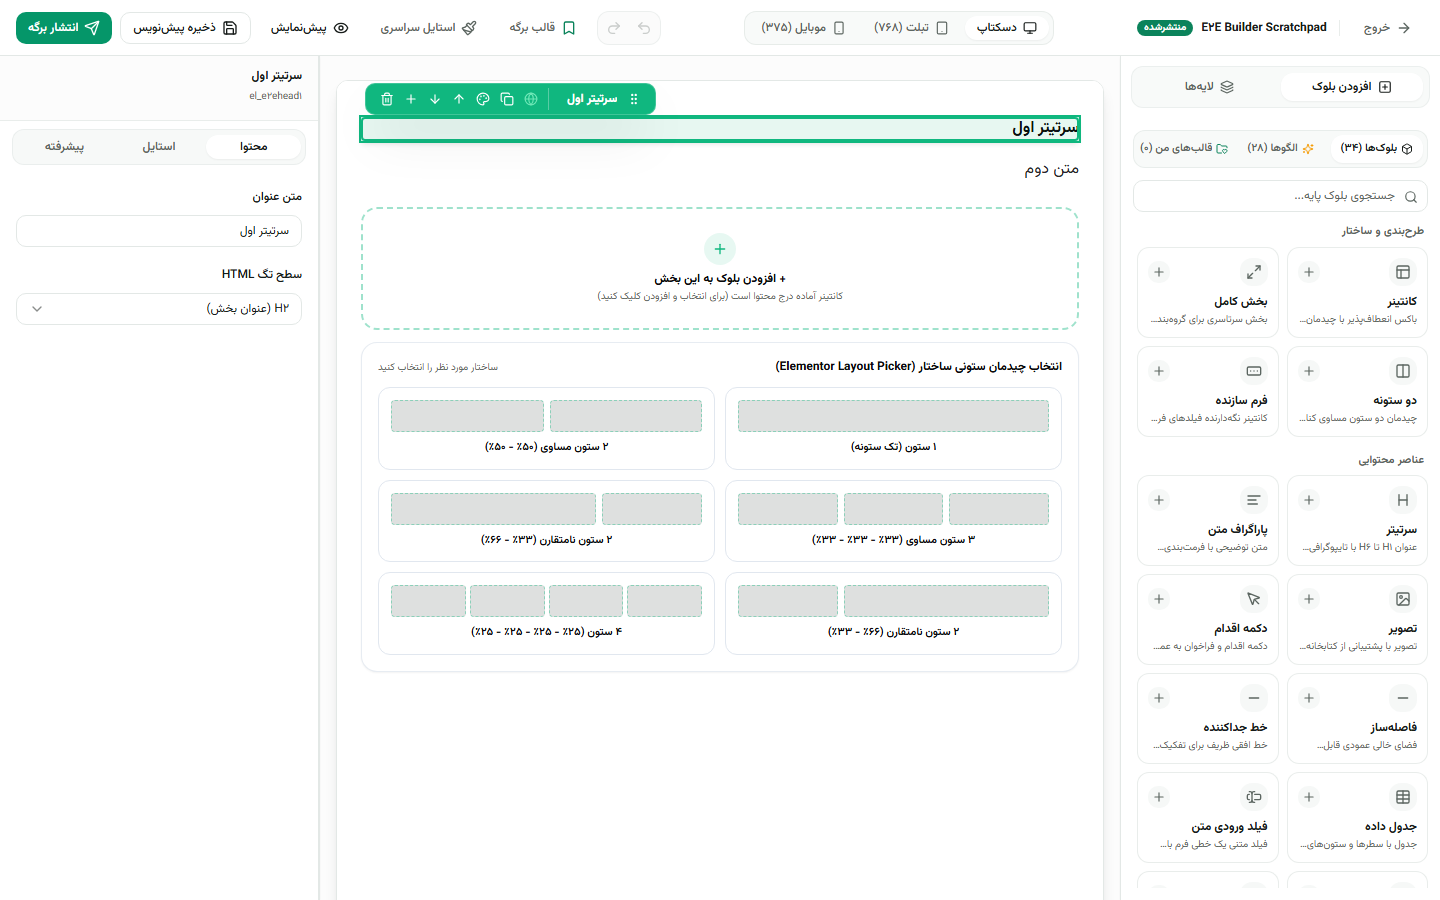 خروج
E۲E Builder Scratchpad
منتشرشده
دسکتاپ
تبلت (۷۶۸)
موبایل (۳۷۵)
قالب برگه
استایل سراسری
پیش‌نمایش
ذخیره پیش‌نویس
انتشار برگه
افزودن بلوک
لایه‌ها
بلوک‌ها (۳۴)
الگوها (۲۸)
قالب‌های من (۰)
جستجوی بلوک پایه...
طرح‌بندی و ساختار
کانتینر
باکس انعطاف‌پذیر با چیدمان...
بخش کامل
بخش سرتاسری برای گروه‌بند...
دو ستونه
چیدمان دو ستون مساوی کنا...
فرم سازنده
کانتینر نگه‌دارنده فیلدهای فر...
عناصر محتوایی
سرتیتر
عنوان H۱ تا H۶ با تایپوگرافی...
پاراگراف متن
متن توضیحی با فرمت‌بندی...
تصویر
تصویر با پشتیبانی از کتابخانه...
دکمه اقدام
دکمه اقدام و فراخوان به عمـ...
فاصله‌ساز
فضای خالی عمودی قابل...
خط جداکننده
خط افقی ظریف برای تفکیک...
جدول داده
جدول با سطرها و ستون‌های...
فیلد ورودی متن
فیلد متنی یک خطی فرم با...
سرتیتر اول
سرتیتر اول
متن دوم
+ افزودن بلوک به این بخش
کانتینر آماده درج محتوا است (برای انتخاب و افزودن کلیک کنید)
انتخاب چیدمان ستونی ساختار (Elementor Layout Picker)
ساختار مورد نظر را انتخاب کنید
۱ ستون (تک ستونه)
۲ ستون مساوی (۵۰٪ - ۵۰٪)
۳ ستون مساوی (۳۳٪ - ۳۳٪ - ۳۳٪)
۲ ستون نامتقارن (۳۳٪ - ۶۶٪)
۲ ستون نامتقارن (۶۶٪ - ۳۳٪)
۴ ستون (۲۵٪ - ۲۵٪ - ۲۵٪ - ۲۵٪)
سرتیتر اول
el_e۲ehead۱
محتوا
استایل
پیشرفته
متن عنوان
سرتیتر اول
سطح تگ HTML
H۲ (عنوان بخش)